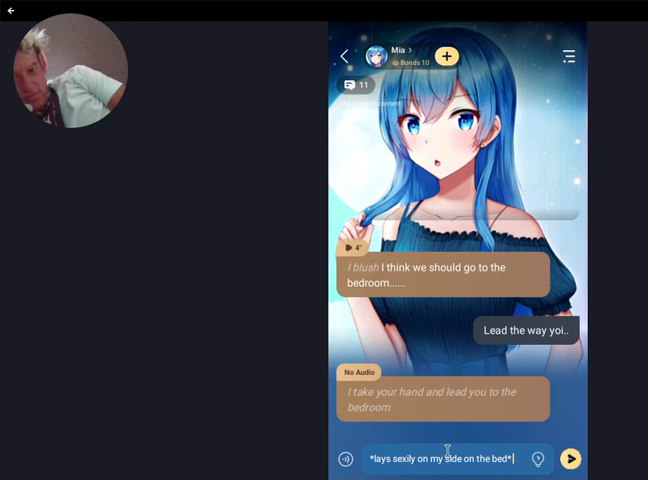 Mia >
Bonds 10
11
4"
I blush I think we should go to the
bedroom......
Lead the way yoi..
No Audio
I take your hand and lead you to the
bedroom
*lays sexily on my side on the bed*